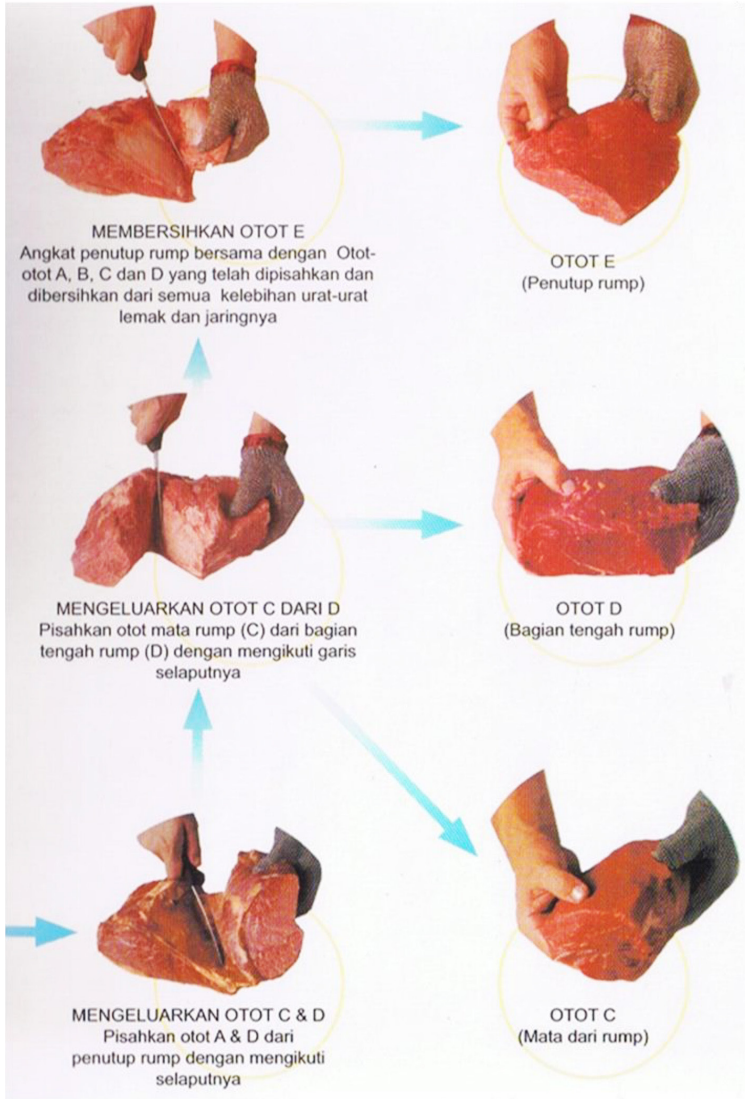 MEMBERSIHKAN OTOT E
Angkat penutup rump bersama dengan Otot-
otot A, B, C dan D yang telah dipisahkan dan
dibersihkan dari semua kelebihan urat-urat
lemak dan jaringnya
OTOT E
(Penutup rump)
MENGELUARKAN OTOT C DARI D
Pisahkan otot mata rump (C) dari bagian
tengah rump (D) dengan mengikuti garis
selaputnya
OTOT D
(Bagian tengah rump)
MENGELUARKAN OTOT C & D
Pisahkan otot A & D dari
penutup rump dengan mengikuti
selaputnya
OTOT C
(Mata dari rump)